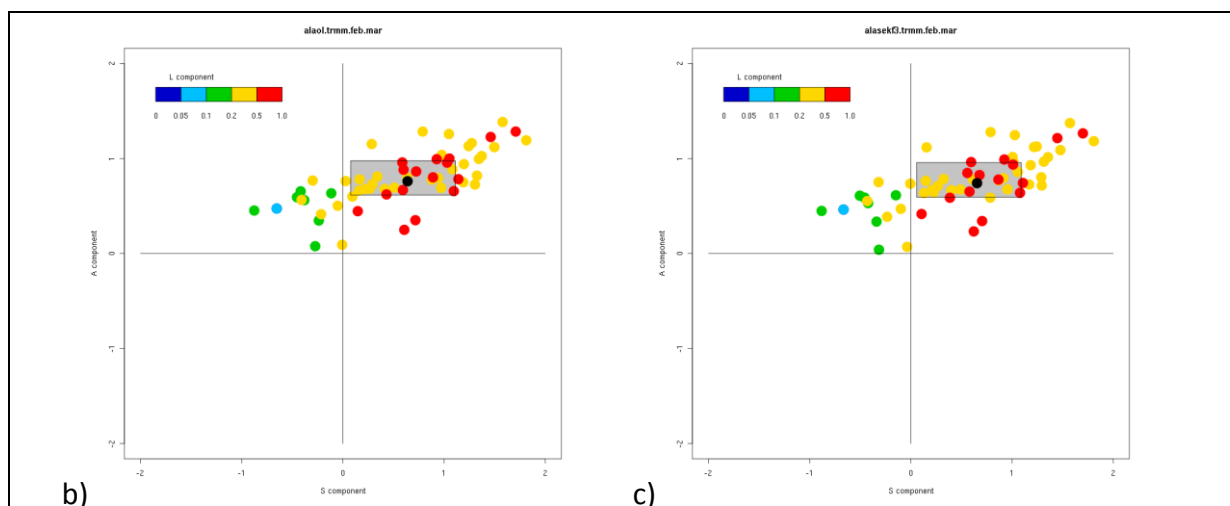 alaol.trmm.feb.mar
L component
0 0.05 0.1 0.2 0.5 1.0
A component
2
1
0
-1
-2
-2 -1 0 1 2
S component
b)
alasekf3.trmm.feb.mar
L component
0 0.05 0.1 0.2 0.5 1.0
A component
2
1
0
-1
-2
-2 -1 0 1 2
S component
c)